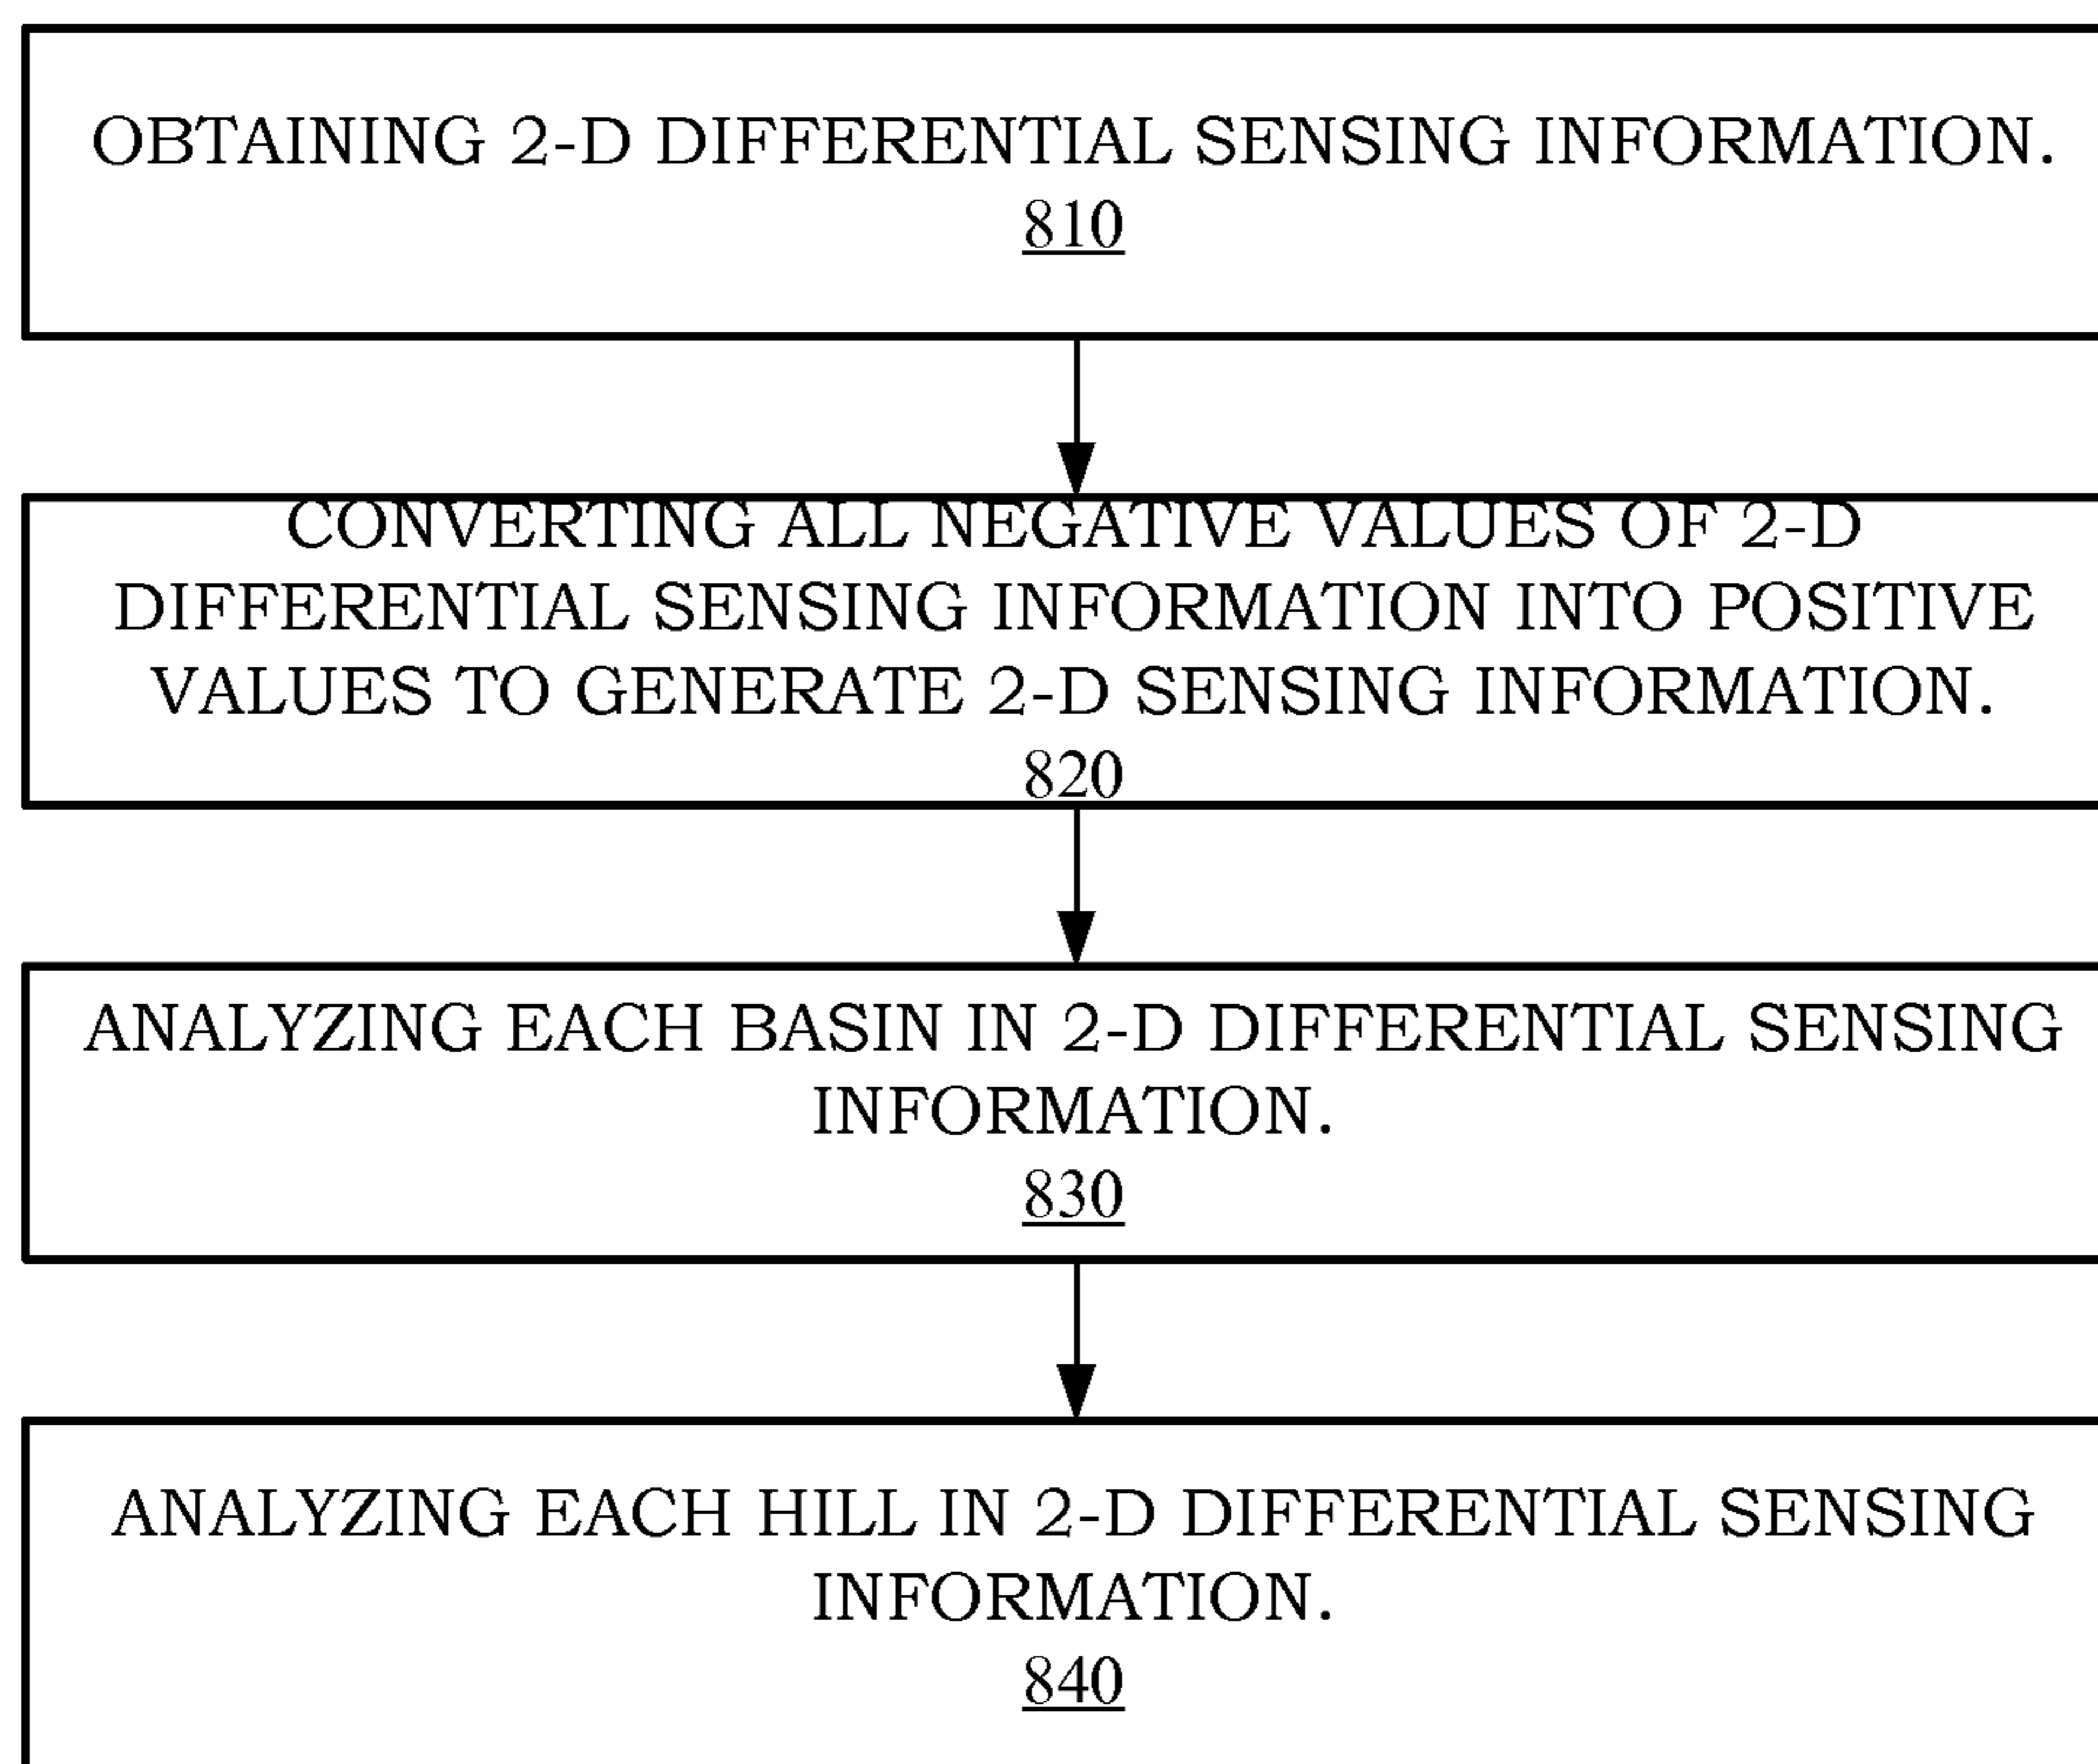 OBTAINING 2-D DIFFERENTIAL SENSING INFORMATION.
810
CONVERTING ALL NEGATIVE VALUES OF 2-D
DIFFERENTIAL SENSING INFORMATION INTO POSITIVE
VALUES TO GENERATE 2-D SENSING INFORMATION.
820
ANALYZING EACH BASIN IN 2-D DIFFERENTIAL SENSING
INFORMATION.
830
ANALYZING EACH HILL IN 2-D DIFFERENTIAL SENSING
INFORMATION.
840